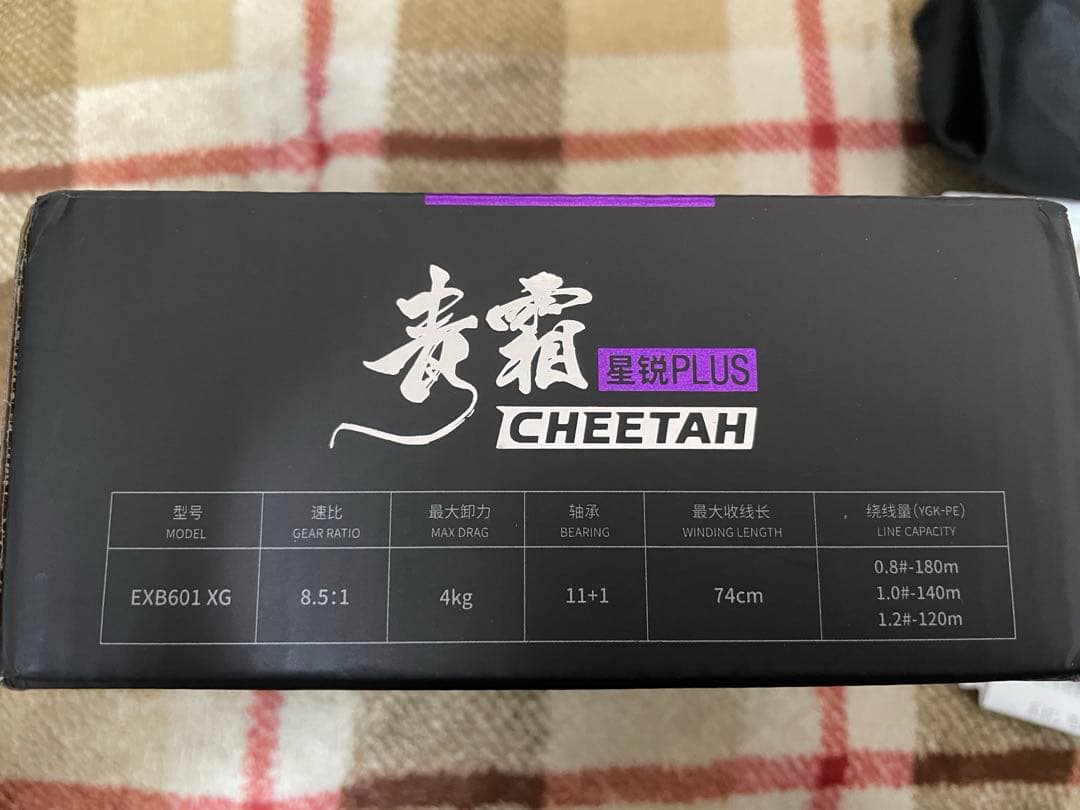 毒霜
星锐PLUS
CHEETAH
型号 速比 最大卸力 轴承 最大收线长 绕线量(YGK-PE)
MODEL GEAR RATIO MAX DRAG BEARING WINDING LENGTH LINE CAPACITY
EXB601 XG 8.5:1 4kg 11+1 74cm 0.8#-180m
1.0#-140m
1.2#-120m